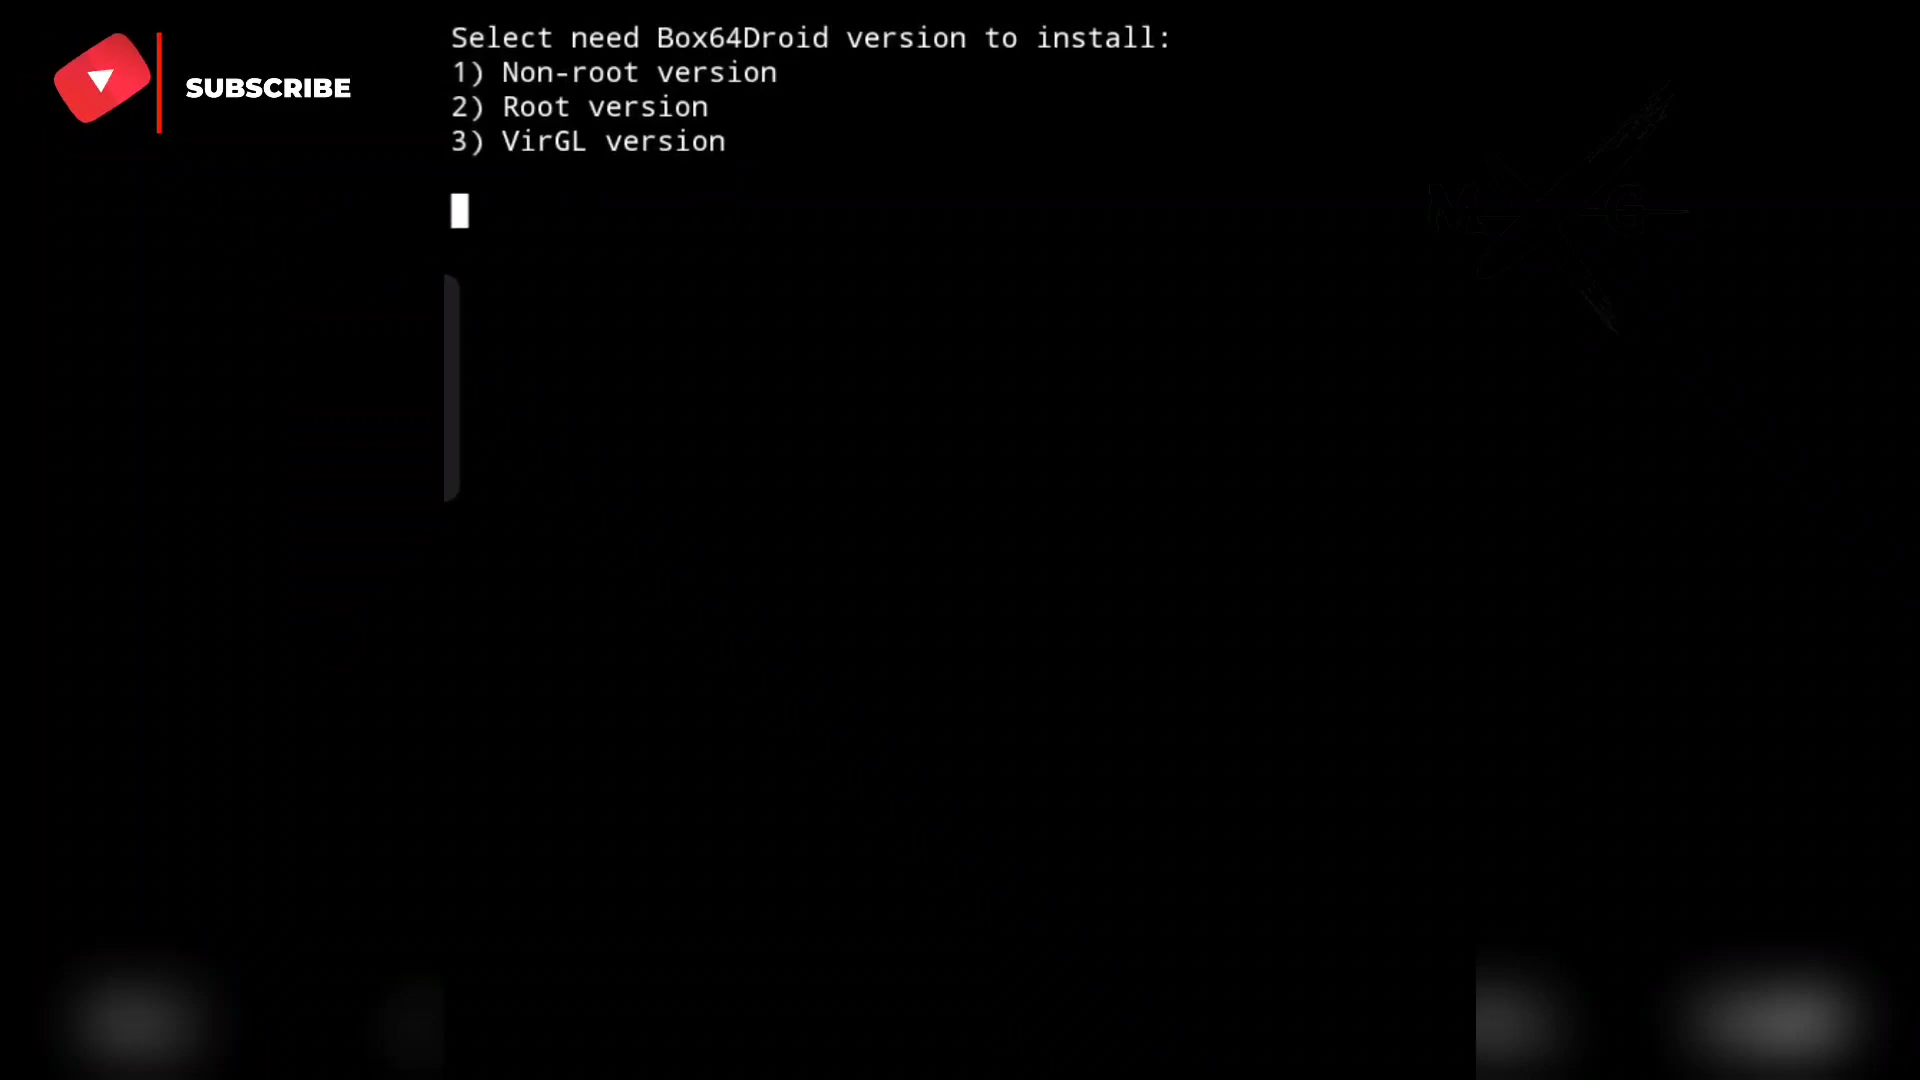 SUBSCRIBE
Select need Box64Droid version to install:
1) Non-root version
2) Root version
3) VirGL version